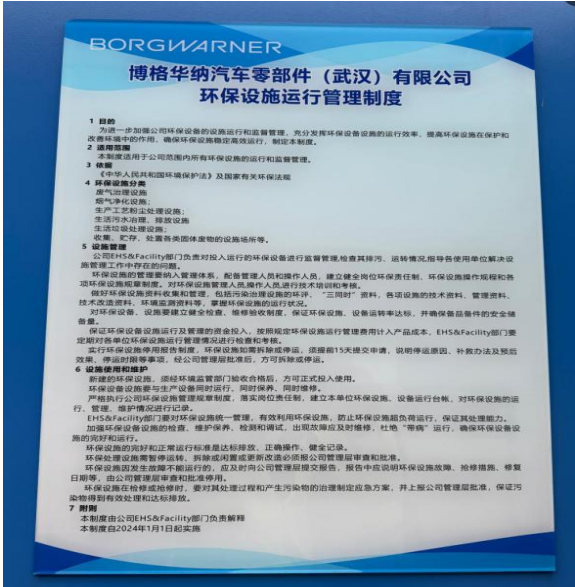 BORGWARNER
博格华纳汽车零部件（武汉）有限公司
环保设施运行管理制度
1 目的
为进一步加强公司环保设备的设施运行和监督管理，充分发挥环保设备设施的运行效率，提高环保设施在保护和
改善环境中的作用，确保环保设施稳定高效运行，制定本制度。
2 适用范围
本制度适用于公司范围内所有环保设施的运行和监督管理。
3 依据
《中华人民共和国环境保护法》及国家有关环保法规
4 环保设施分类
废气治理设施
烟气净化设施；
生产工艺粉尘处理设施；
生活污水冶理、排放设施
生活垃圾处理设施；
收集、贮存、处置各类固体废物的设施场所等。
5 设施管理
公司EHS&Facility部门负责对投入运行的环保设备进行监督管理,检查其排污、运转情况,指导各使用单位解决设
施管理工作中存在的问题。
环保设施的管理要纳入管理体系，配备管理人员和操作人员，建立健全岗位环保责任制、环保设施操作规程和各
项环保设施规章制度。对环保设施管理人员,操作人员,进行技术培训和考核。
做好环保设施资料收集和管理，包括污染治理设施的环评、“三同时”资料，各项设施的技术资料、管理资料、
技术改造资料、环境监测资料等，掌握环保设施的运行状况。
对环保设备、设施要建立健全检查、维修验收制度，保证环保设施、设备运转率达标，并确保备品备件的安全储
备量。
保证环保设备设施运行及管理的资金投入，按照规定环保设施运行管理费用计入产品成本，EHS&Facility部门要
定期对各单位环保设施运行管理情况进行检查和考核。
实行环保设施停用报告制度，环保设施如需拆除或停运，须提前15天提交申请，说明停运原因、补救办法及预后
效果、停运时限等事项，经公司管理层批准后，方可拆除或停运。
6 设施使用和维护
新建的环保设施，须经环境监管部门验收合格后，方可正式投入使用。
环保设备设施要与生产设备同时运行、同时保养、同时维修。
严格执行公司环保设施管理规章制度，落实岗位责任制，建立本单位环保设施、设备运行台帐，对环保设施的运
行、管理、维护情况进行记录。
EHS&Facility部门要对环保设施统一管理，有效利用环保设施，防止环保设施超负荷运行，保证其处理能力。
加强环保设备设施的检查、维护保养、检测和调试，出现故障应及时维修，杜绝“带病”运行，确保环保设备设
施的完好和运行。
环保设施的完好和正常运行标准是达标排放、正确操作、健全记录。
环保处理设施需暂停运转、拆除或闲置或更新改造必须报公司管理层审查和批准。
环保设施因发生故障不能运行的，应及时向公司管理层提交报告，报告中应说明环保设施故障、抢修措施、修复
日期等，由公司管理层审查和批准停用。
环保设施在检修或抢修时，要对其处理过程和产生污染物的治理制定应急方案，并上报公司管理层批准，保证污
染物得到有效处理和达标排放。
7 附则
本制度由公司EHS&Facility部门负责解释
本制度自2024年1月1日起实施